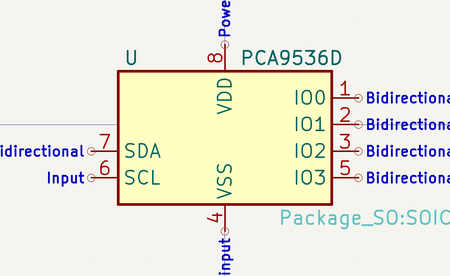 Powe
U
PCA9536D
8
VDD
IO0 1 Bidirectiona
IO1 2 Bidirectiona
idirectional 7 SDA
IO2 3 Bidirectiona
Input 6 SCL
IO3 5 Bidirectiona
VSS
4
Package_SO:SOIC
input